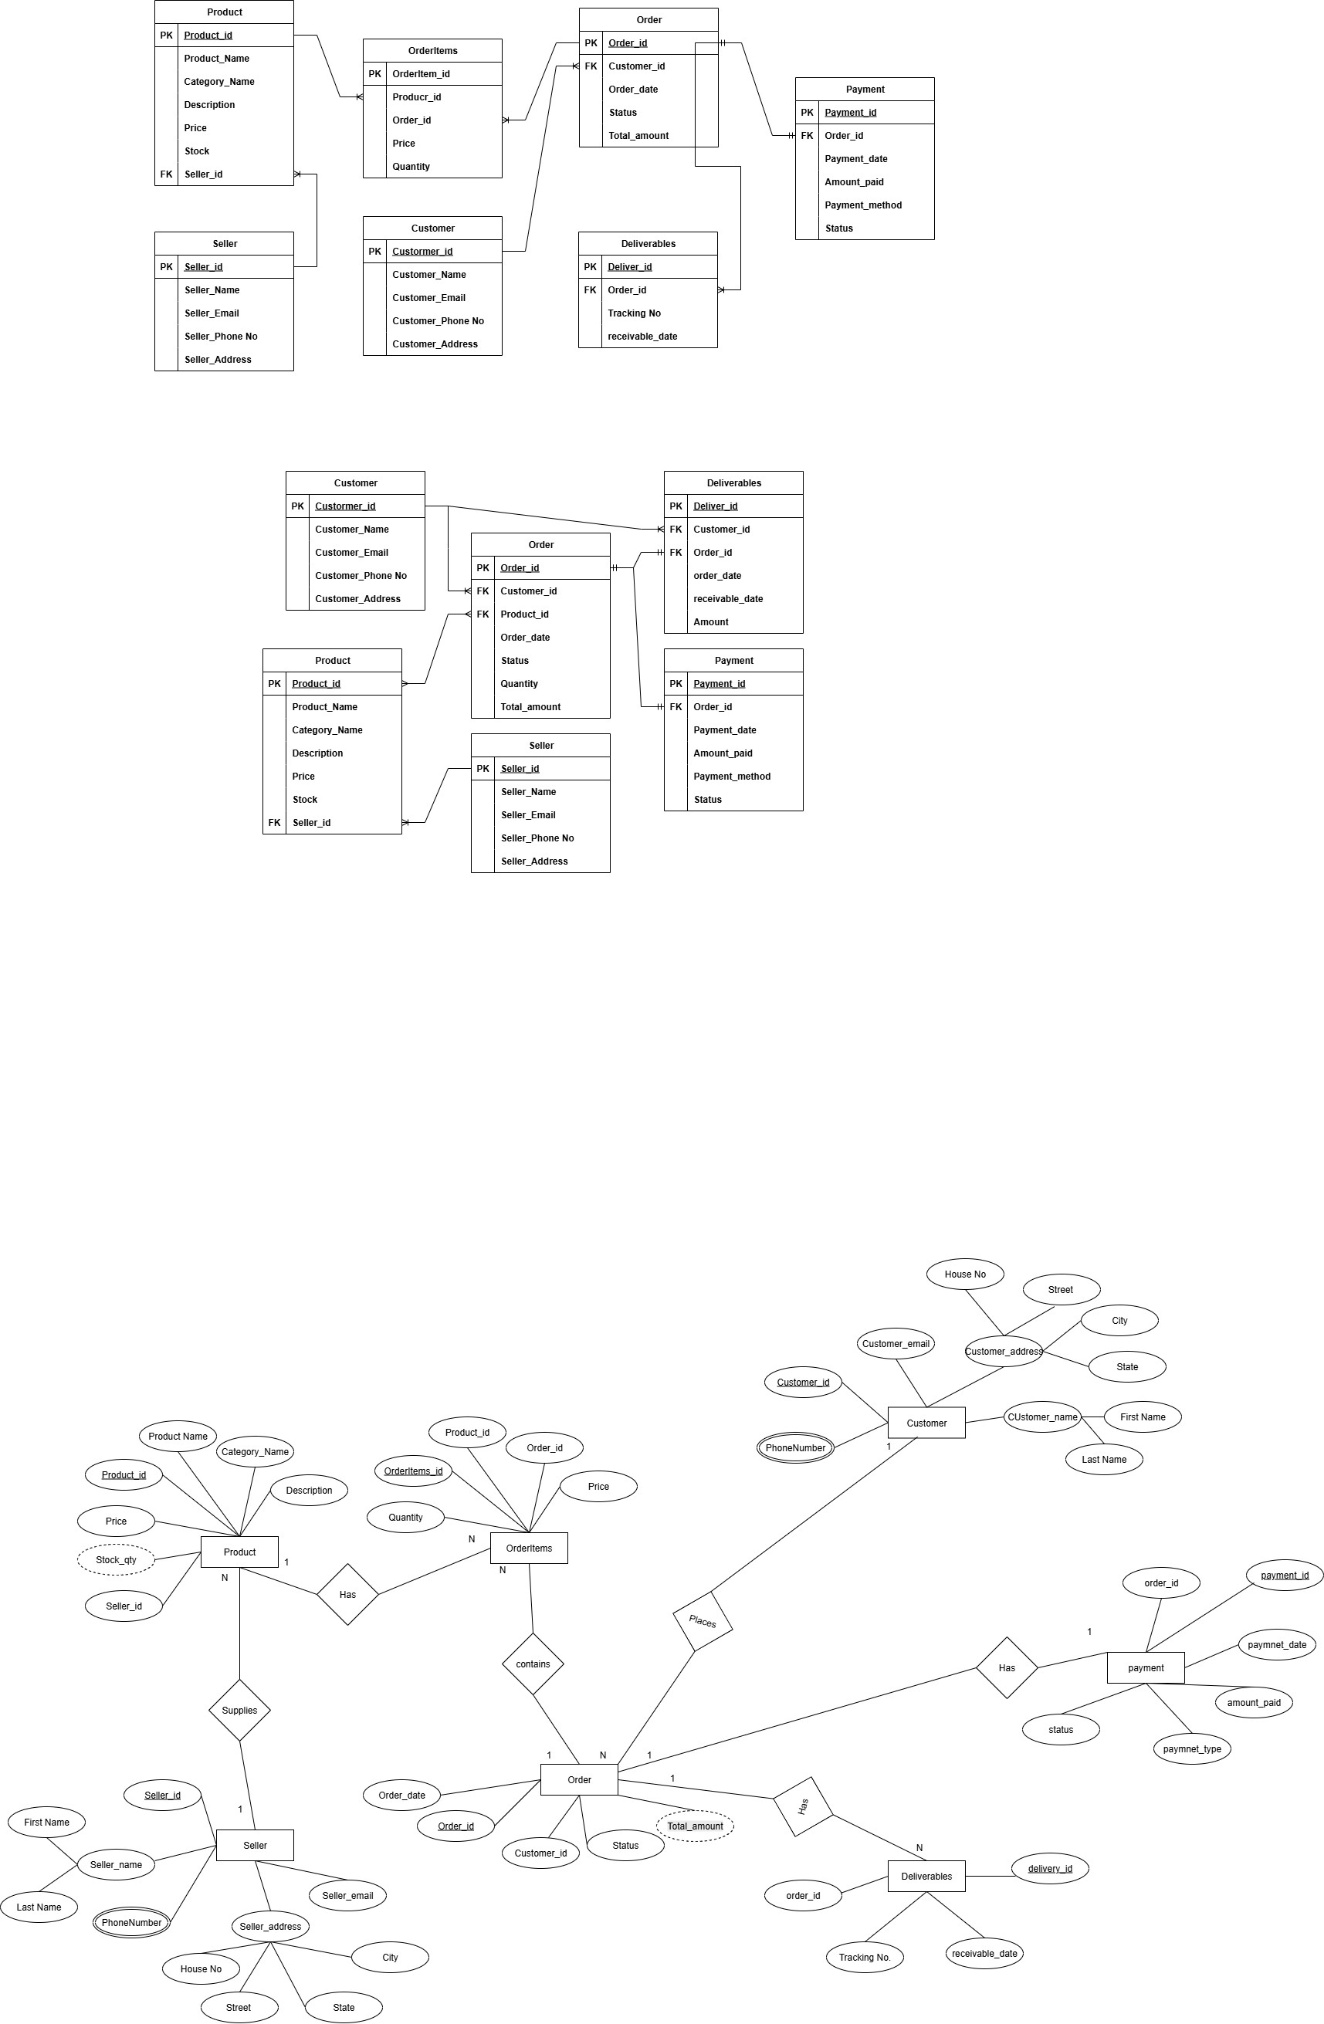 Product
PK Product_id
Product_Name
Category_Name
Description
Price
Stock
FK Seller_id
OrderItems
PK OrderItem_id
Producr_id
Order_id
Price
Quantity
Order
PK Order_id
FK Customer_id
Order_date
Status
Total_amount
Payment
PK Payment_id
FK Order_id
Payment_date
Amount_paid
Payment_method
Status
Seller
PK Seller_id
Seller_Name
Seller_Email
Seller_Phone No
Seller_Address
Customer
PK Custormer_id
Customer_Name
Customer_Email
Customer_Phone No
Customer_Address
Deliverables
PK Deliver_id
FK Order_id
Tracking No
receivable_date
Customer
PK Custormer_id
Customer_Name
Customer_Email
Customer_Phone No
Customer_Address
Order
PK Order_id
FK Customer_id
FK Product_id
Order_date
Status
Quantity
Total_amount
Deliverables
PK Deliver_id
FK Customer_id
FK Order_id
order_date
receivable_date
Amount
Product
PK Product_id
Product_Name
Category_Name
Description
Price
Stock
FK Seller_id
Seller
PK Seller_id
Seller_Name
Seller_Email
Seller_Phone No
Seller_Address
Payment
PK Payment_id
FK Order_id
Payment_date
Amount_paid
Payment_method
Status
House No
Street
City
State
Customer_address
Customer_email
Customer_id
PhoneNumber
Customer
CUstomer_name
First Name
Last Name
1
Product Name
Category_Name
Product_id
Description
Price
Stock_qty
Seller_id
Product
1
N
Has
Product_id
Order_id
OrderItems_id
Price
Quantity
OrderItems
N
N
contains
Places
Supplies
order_id
payment_id
paymnet_date
amount_paid
paymnet_type
status
payment
1
Has
1
N
1
1
Order
Order_date
Order_id
Customer_id
Status
Total_amount
Has
N
Deliverables
delivery_id
order_id
Tracking No.
receivable_date
1
Seller
Seller_id
First Name
Seller_name
Last Name
PhoneNumber
Seller_email
Seller_address
House No
City
Street
State